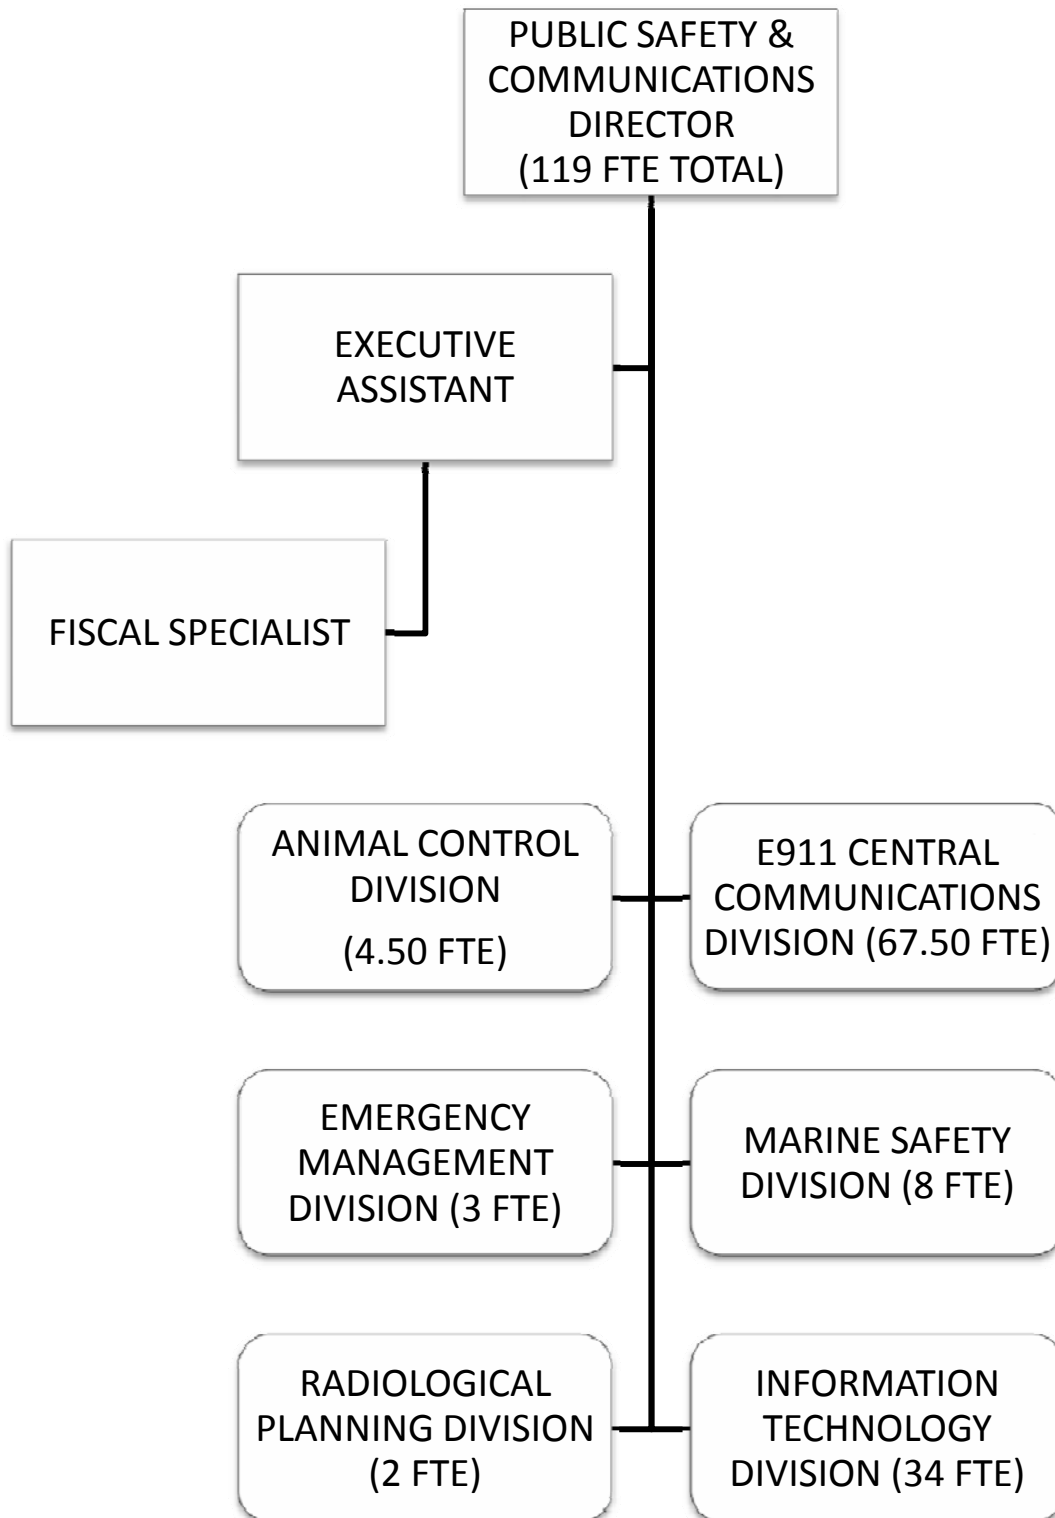 PUBLIC SAFETY &
COMMUNICATIONS
DIRECTOR
(119 FTE TOTAL)
EXECUTIVE
ASSISTANT
FISCAL SPECIALIST
ANIMAL CONTROL
DIVISION
(4.50 FTE)
E911 CENTRAL
COMMUNICATIONS
DIVISION (67.50 FTE)
EMERGENCY
MANAGEMENT
DIVISION (3 FTE)
MARINE SAFETY
DIVISION (8 FTE)
RADIOLOGICAL
PLANNING DIVISION
(2 FTE)
INFORMATION
TECHNOLOGY
DIVISION (34 FTE)